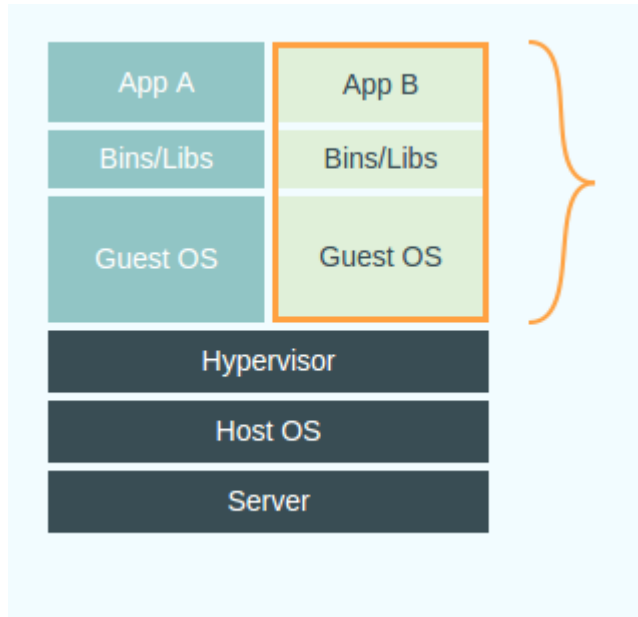 App A
App B
Bins/Libs
Bins/Libs
Guest OS
Guest OS
Hypervisor
Host OS
Server